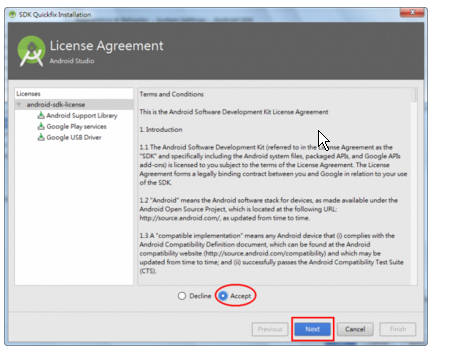 SDK Quickfix Installation
License Agreement
Android Studio
Licenses
android-sdk-license
Android Support Library
Google Play services
Google USB Driver
Terms and Conditions
This is the Android Software Development Kit License Agreement
1. Introduction
1.1 The Android Software Development Kit (referred to in the License Agreement as the
"SDK" and specifically including the Android system files, packaged APIs, and Google APIs
add-ons) is licensed to you subject to the terms of the License Agreement. The License
Agreement forms a legally binding contract between you and Google in relation to your use
of the SDK.
1.2 "Android" means the Android software stack for devices, as made available under the
Android Open Source Project, which is located at the following URL:
http://source.android.com/, as updated from time to time.
1.3 A "compatible implementation" means any Android device that (i) complies with the
Android Compatibility Definition document, which can be found at the Android
compatibility website (http://source.android.com/compatibility) and which may be
updated from time to time; and (ii) successfully passes the Android Compatibility Test Suite
(CTS).
Decline Accept
Previous Next Cancel Finish